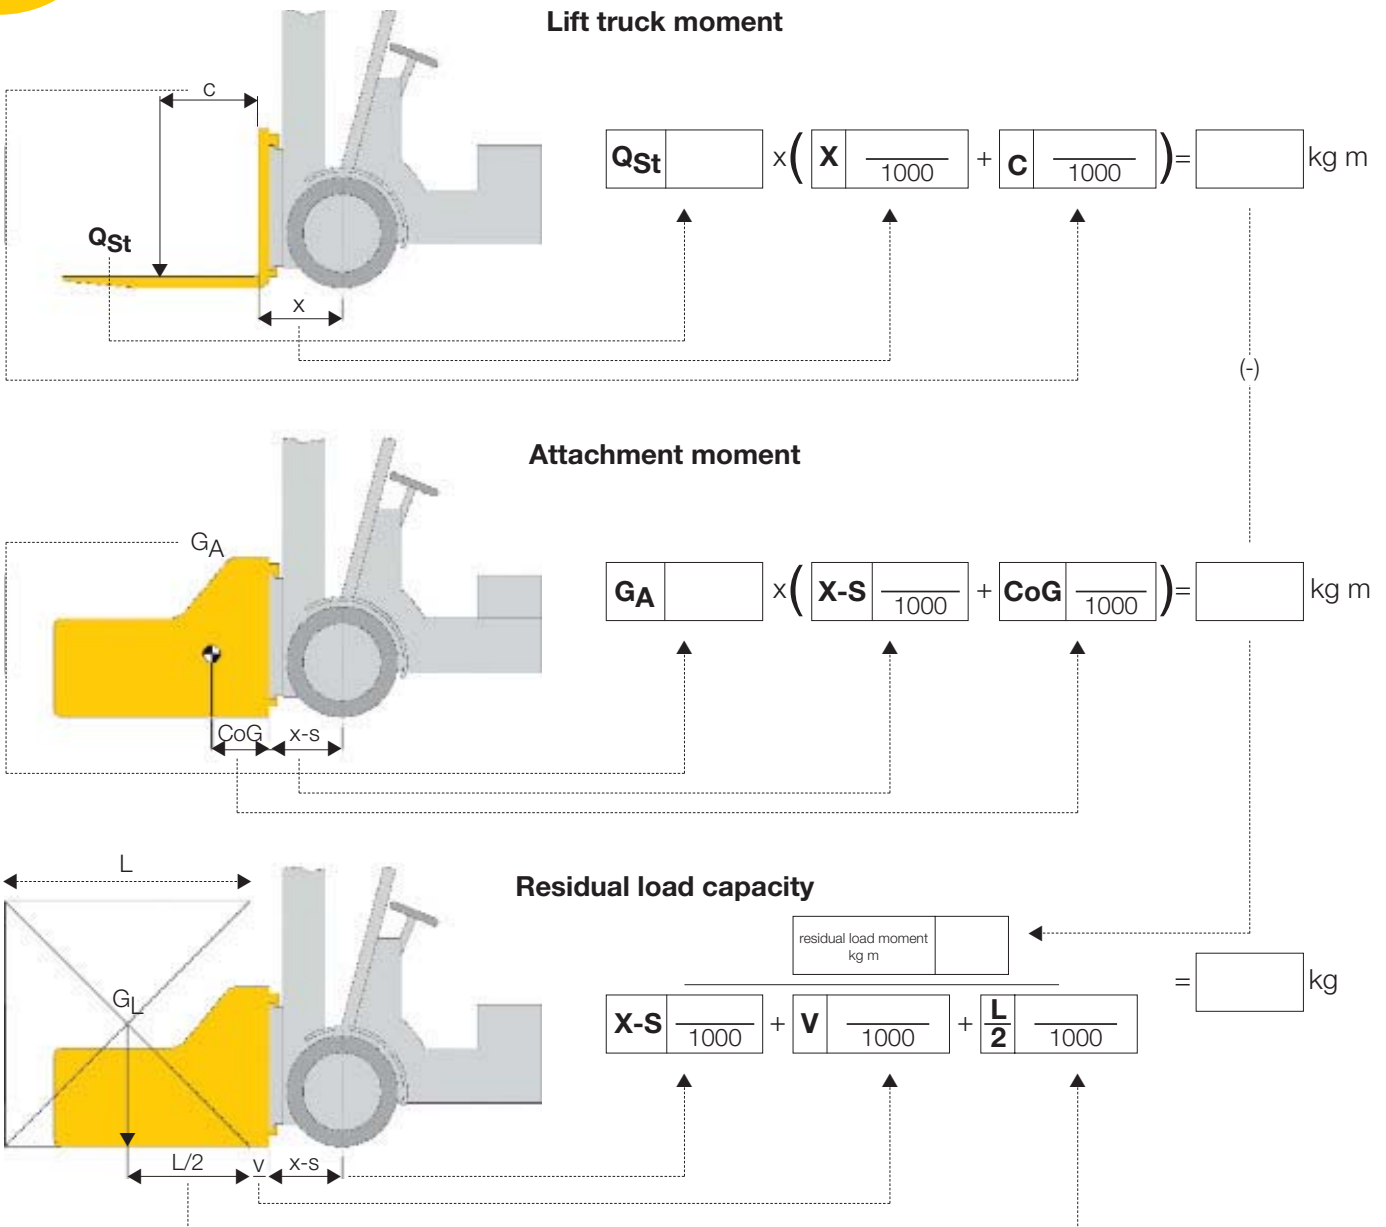 Lift truck moment
c
QSt
x
QSt x( X 1000 + C 1000 )= kg m
(-)
Attachment moment
GA
CoG x-s
GA x( X-S 1000 + CoG 1000 )= kg m
Residual load capacity
L
GL
L/2 v x-s
residual load moment
kg m
X-S 1000 + V 1000 + L 2 1000 = kg